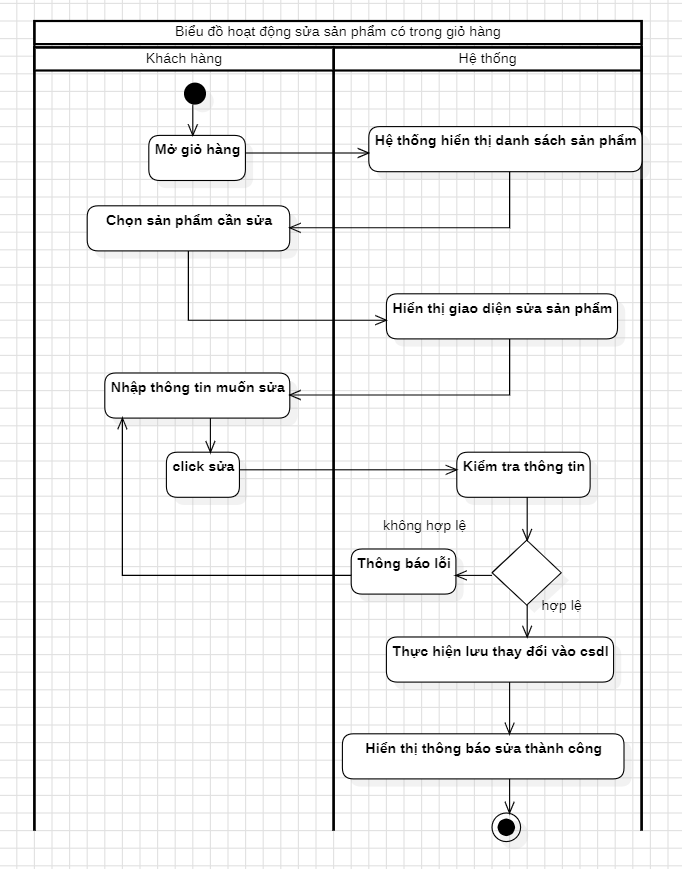 Biểu đồ hoạt động sửa sản phẩm có trong giỏ hàng
Khách hàng
Hệ thống
Mở giỏ hàng
Hệ thống hiển thị danh sách sản phẩm
Chọn sản phẩm cần sửa
Hiển thị giao diện sửa sản phẩm
Nhập thông tin muốn sửa
click sửa
Kiểm tra thông tin
không hợp lệ
Thông báo lỗi
hợp lệ
Thực hiện lưu thay đổi vào csdl
Hiển thị thông báo sửa thành công